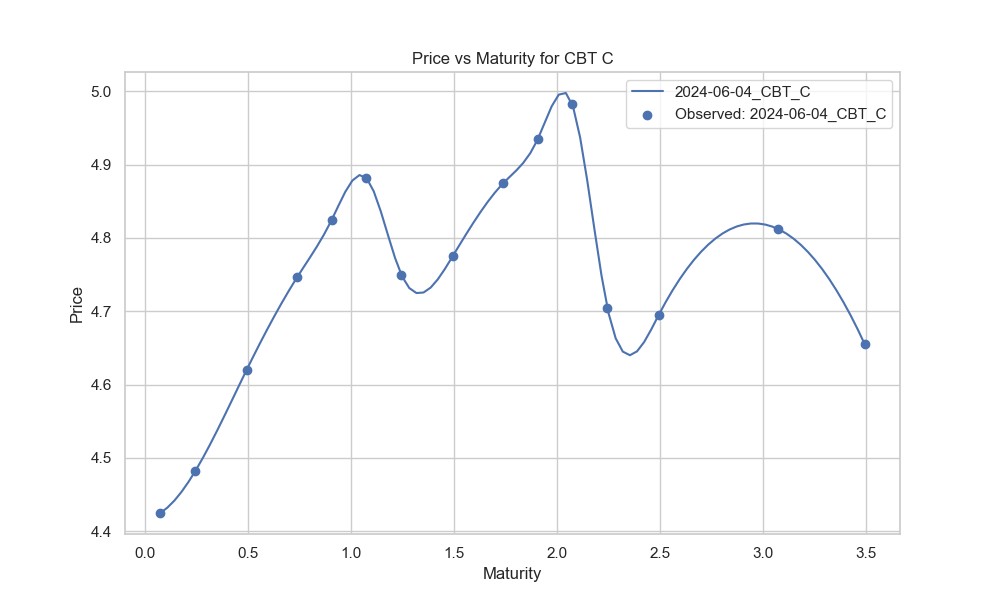 Price vs Maturity for CBT C
2024-06-04_CBT_C
Observed: 2024-06-04_CBT_C
Price
5.0
4.9
4.8
4.7
4.6
4.5
4.4
0.0 0.5 1.0 1.5 2.0 2.5 3.0 3.5
Maturity